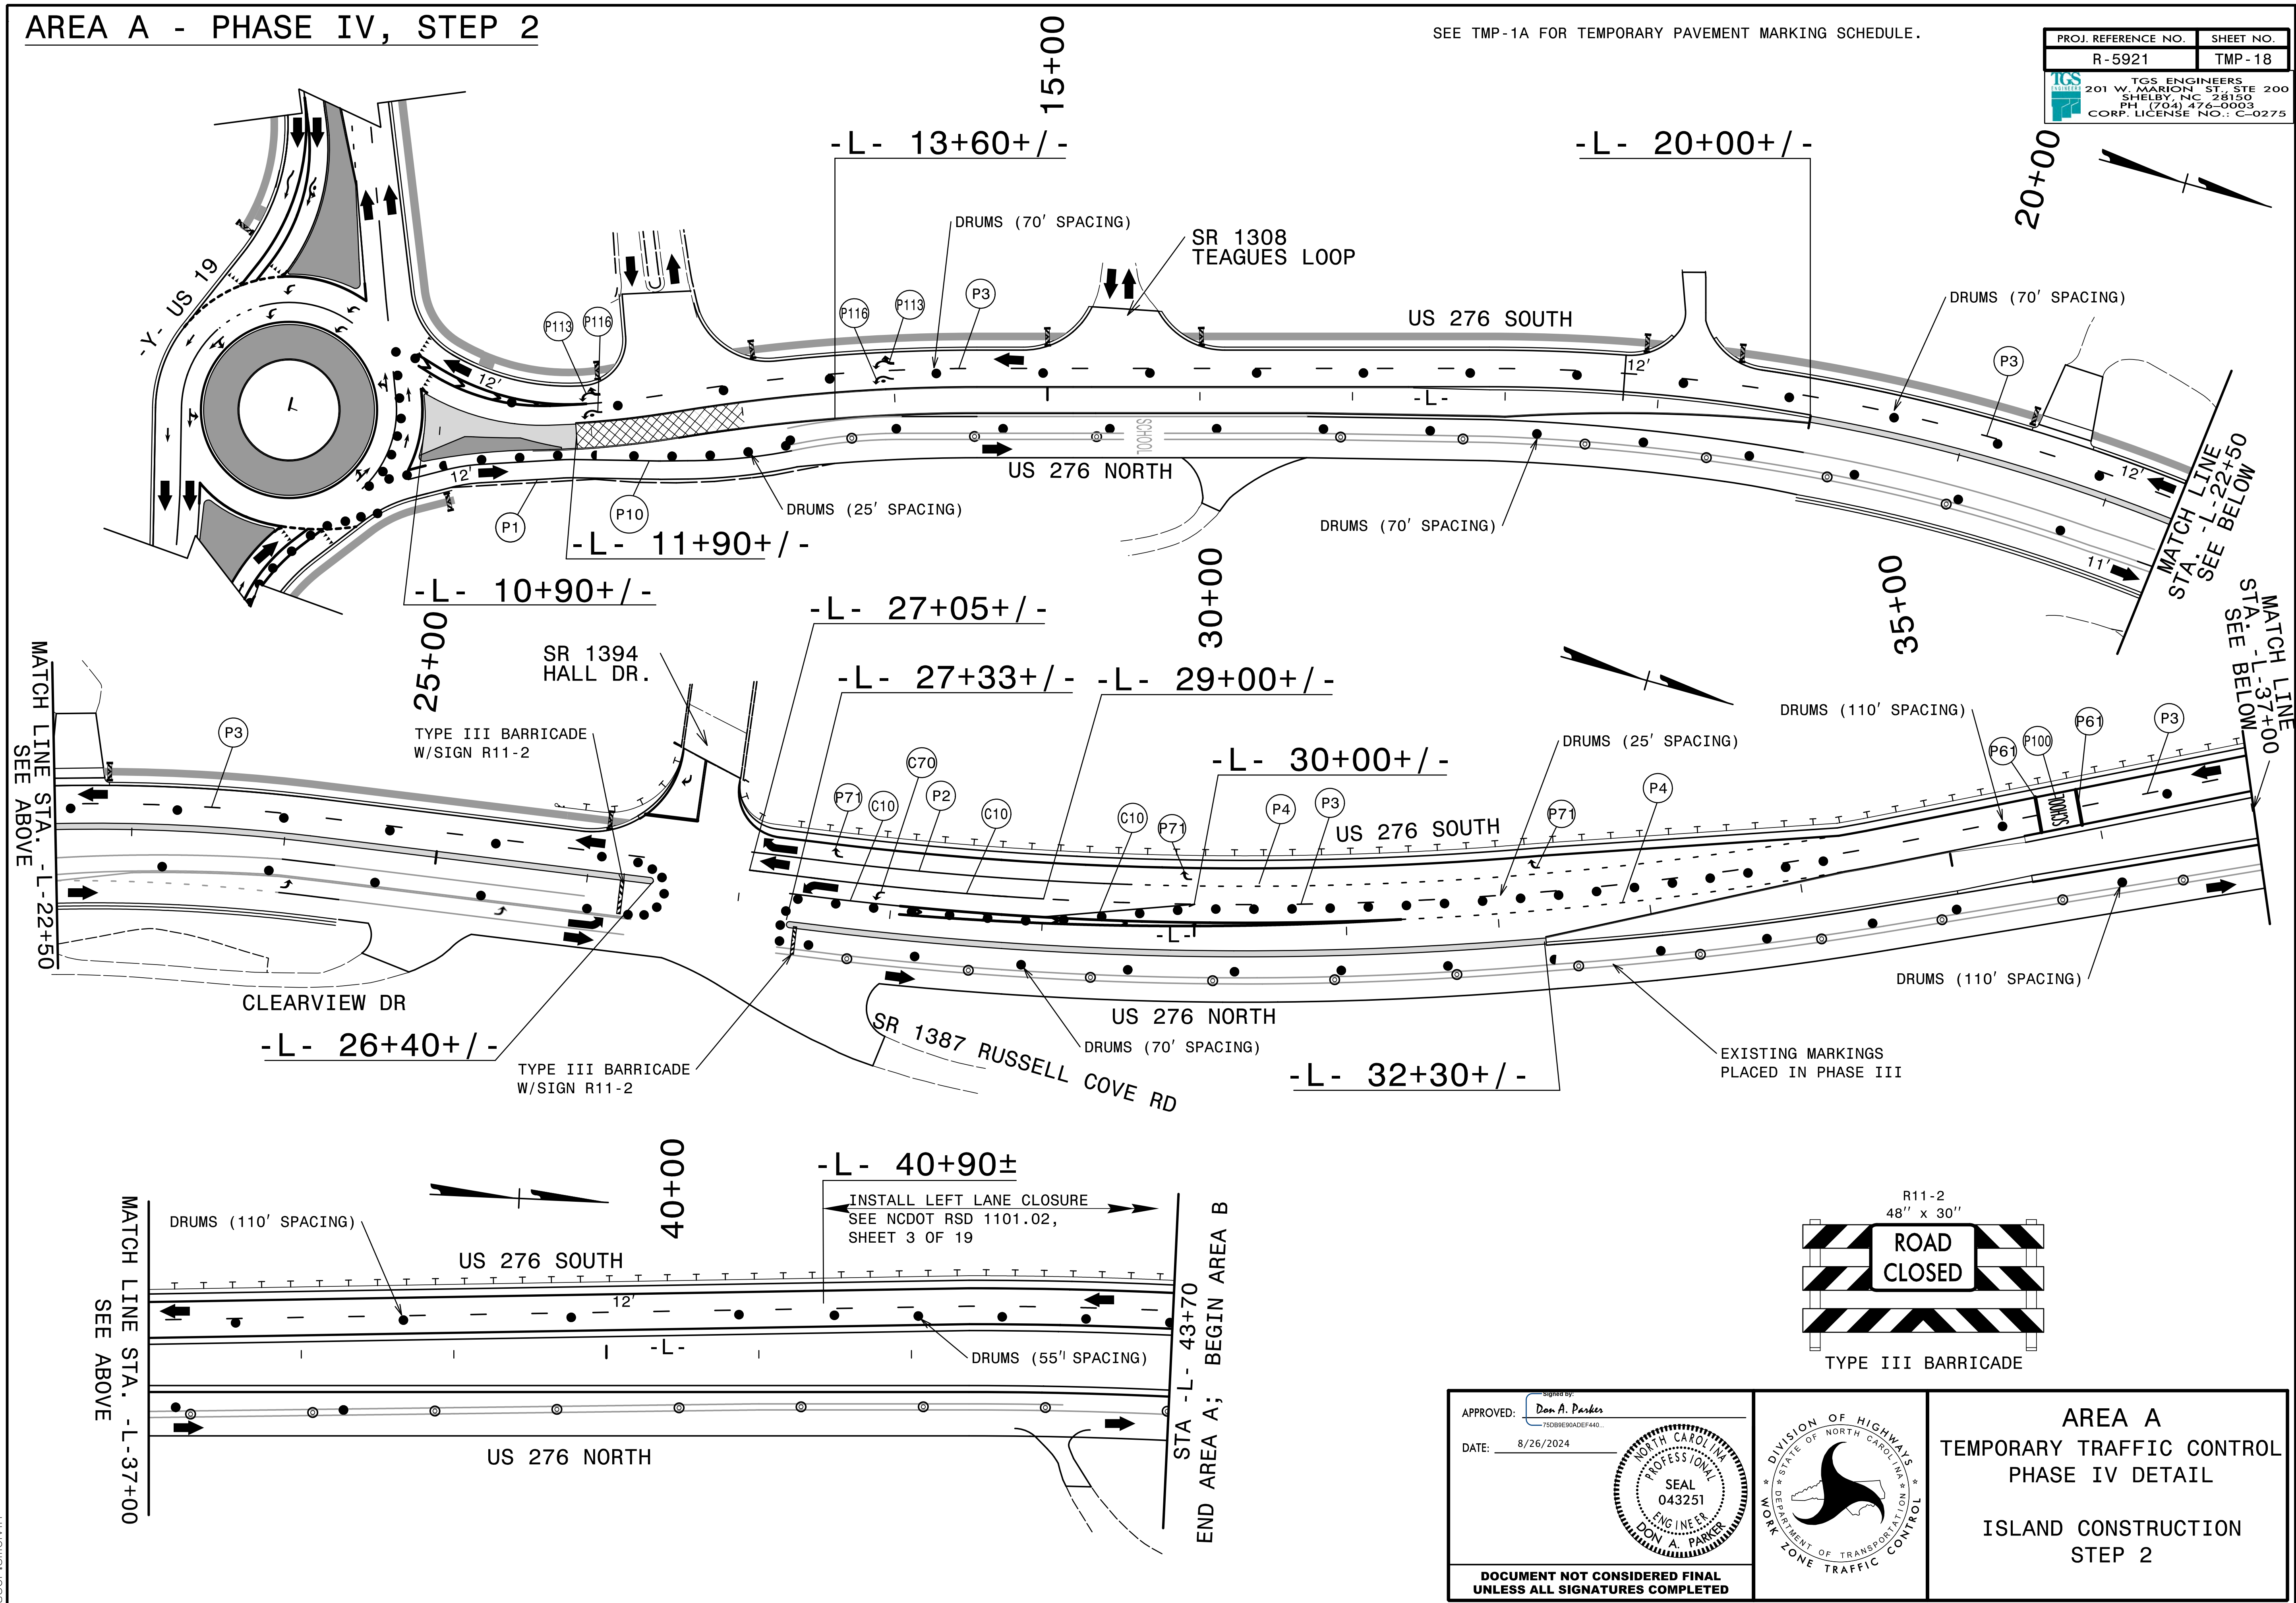 AREA A - PHASE IV, STEP 2
SEE TMP-1A FOR TEMPORARY PAVEMENT MARKING SCHEDULE.
PROJ. REFERENCE NO.
SHEET NO.
R-5921
TMP-18
TGS
ENGINEERS
TGS ENGINEERS
201 W. MARION ST., STE 200
SHELBY, NC 28150
PH (704) 476-0003
CORP. LICENSE NO.: C-0275
15+00
20+00
-L- 13+60+/-
-L- 20+00+/-
DRUMS (70' SPACING)
SR 1308
TEAGUES LOOP
-Y- US 19
P113
P116
P116
P113
P3
US 276 SOUTH
DRUMS (70' SPACING)
P3
12'
12'
-L-
SCHOOL
12'
12'
US 276 NORTH
P1
P10
DRUMS (25' SPACING)
DRUMS (70' SPACING)
11'
MATCH LINE
STA. -L-22+50
SEE BELOW
-L- 11+90+/-
-L- 10+90+/-
25+00
30+00
35+00
-L- 27+05+/-
SR 1394
HALL DR.
-L- 27+33+/-
-L- 29+00+/-
MATCH LINE
STA. -L-37+00
SEE BELOW
MATCH LINE STA. -L-22+50
SEE ABOVE
P3
TYPE III BARRICADE
W/SIGN R11-2
DRUMS (110' SPACING)
P61
P100
P61
P3
SCHOOL
DRUMS (25' SPACING)
-L- 30+00+/-
P71
C10
C70
P2
C10
C10
P71
P4
P3
US 276 SOUTH
P71
P4
-L-
CLEARVIEW DR
-L- 26+40+/-
TYPE III BARRICADE
W/SIGN R11-2
SR 1387 RUSSELL COVE RD
US 276 NORTH
DRUMS (70' SPACING)
-L- 32+30+/-
DRUMS (110' SPACING)
EXISTING MARKINGS
PLACED IN PHASE III
40+00
-L- 40+90±
INSTALL LEFT LANE CLOSURE
SEE NCDOT RSD 1101.02,
SHEET 3 OF 19
MATCH LINE STA. -L-37+00
SEE ABOVE
DRUMS (110' SPACING)
US 276 SOUTH
12'
-L-
DRUMS (55' SPACING)
US 276 NORTH
STA -L- 43+70
END AREA A; BEGIN AREA B
R11-2
48" x 30"
ROAD
CLOSED
TYPE III BARRICADE
APPROVED:
Signed by:
Don A. Parker
75DB9E90ADEF440...
DATE: 8/26/2024
NORTH CAROLINA
PROFESSIONAL
SEAL
043251
ENGINEER
DON A. PARKER
DOCUMENT NOT CONSIDERED FINAL
UNLESS ALL SIGNATURES COMPLETED
DIVISION OF HIGHWAYS
STATE OF NORTH CAROLINA
DEPARTMENT OF TRANSPORTATION
WORK ZONE TRAFFIC CONTROL
AREA A
TEMPORARY TRAFFIC CONTROL
PHASE IV DETAIL
ISLAND CONSTRUCTION
STEP 2